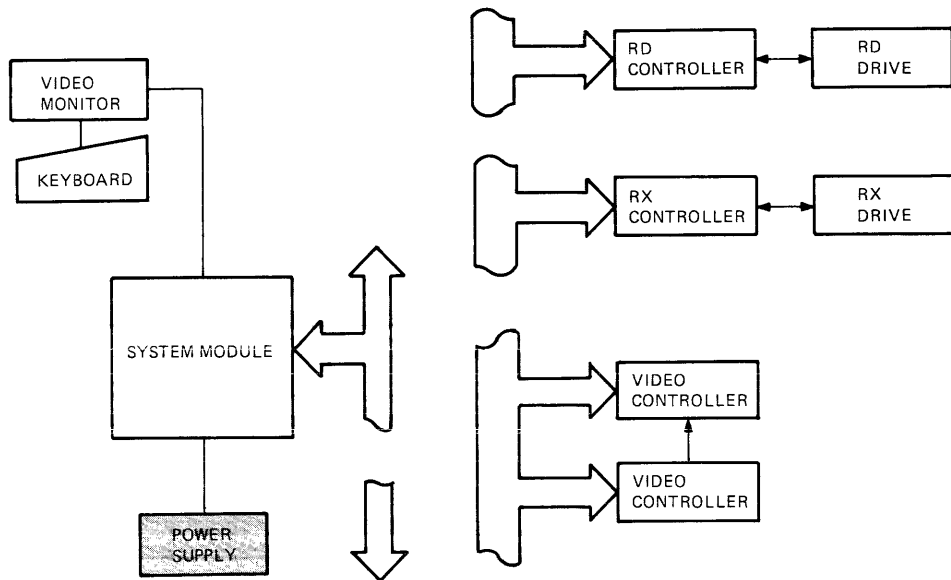 VIDEO
MONITOR
KEYBOARD
SYSTEM MODULE
POWER
SUPPLY
RD
CONTROLLER
RD
DRIVE
RX
CONTROLLER
RX
DRIVE
VIDEO
CONTROLLER
VIDEO
CONTROLLER